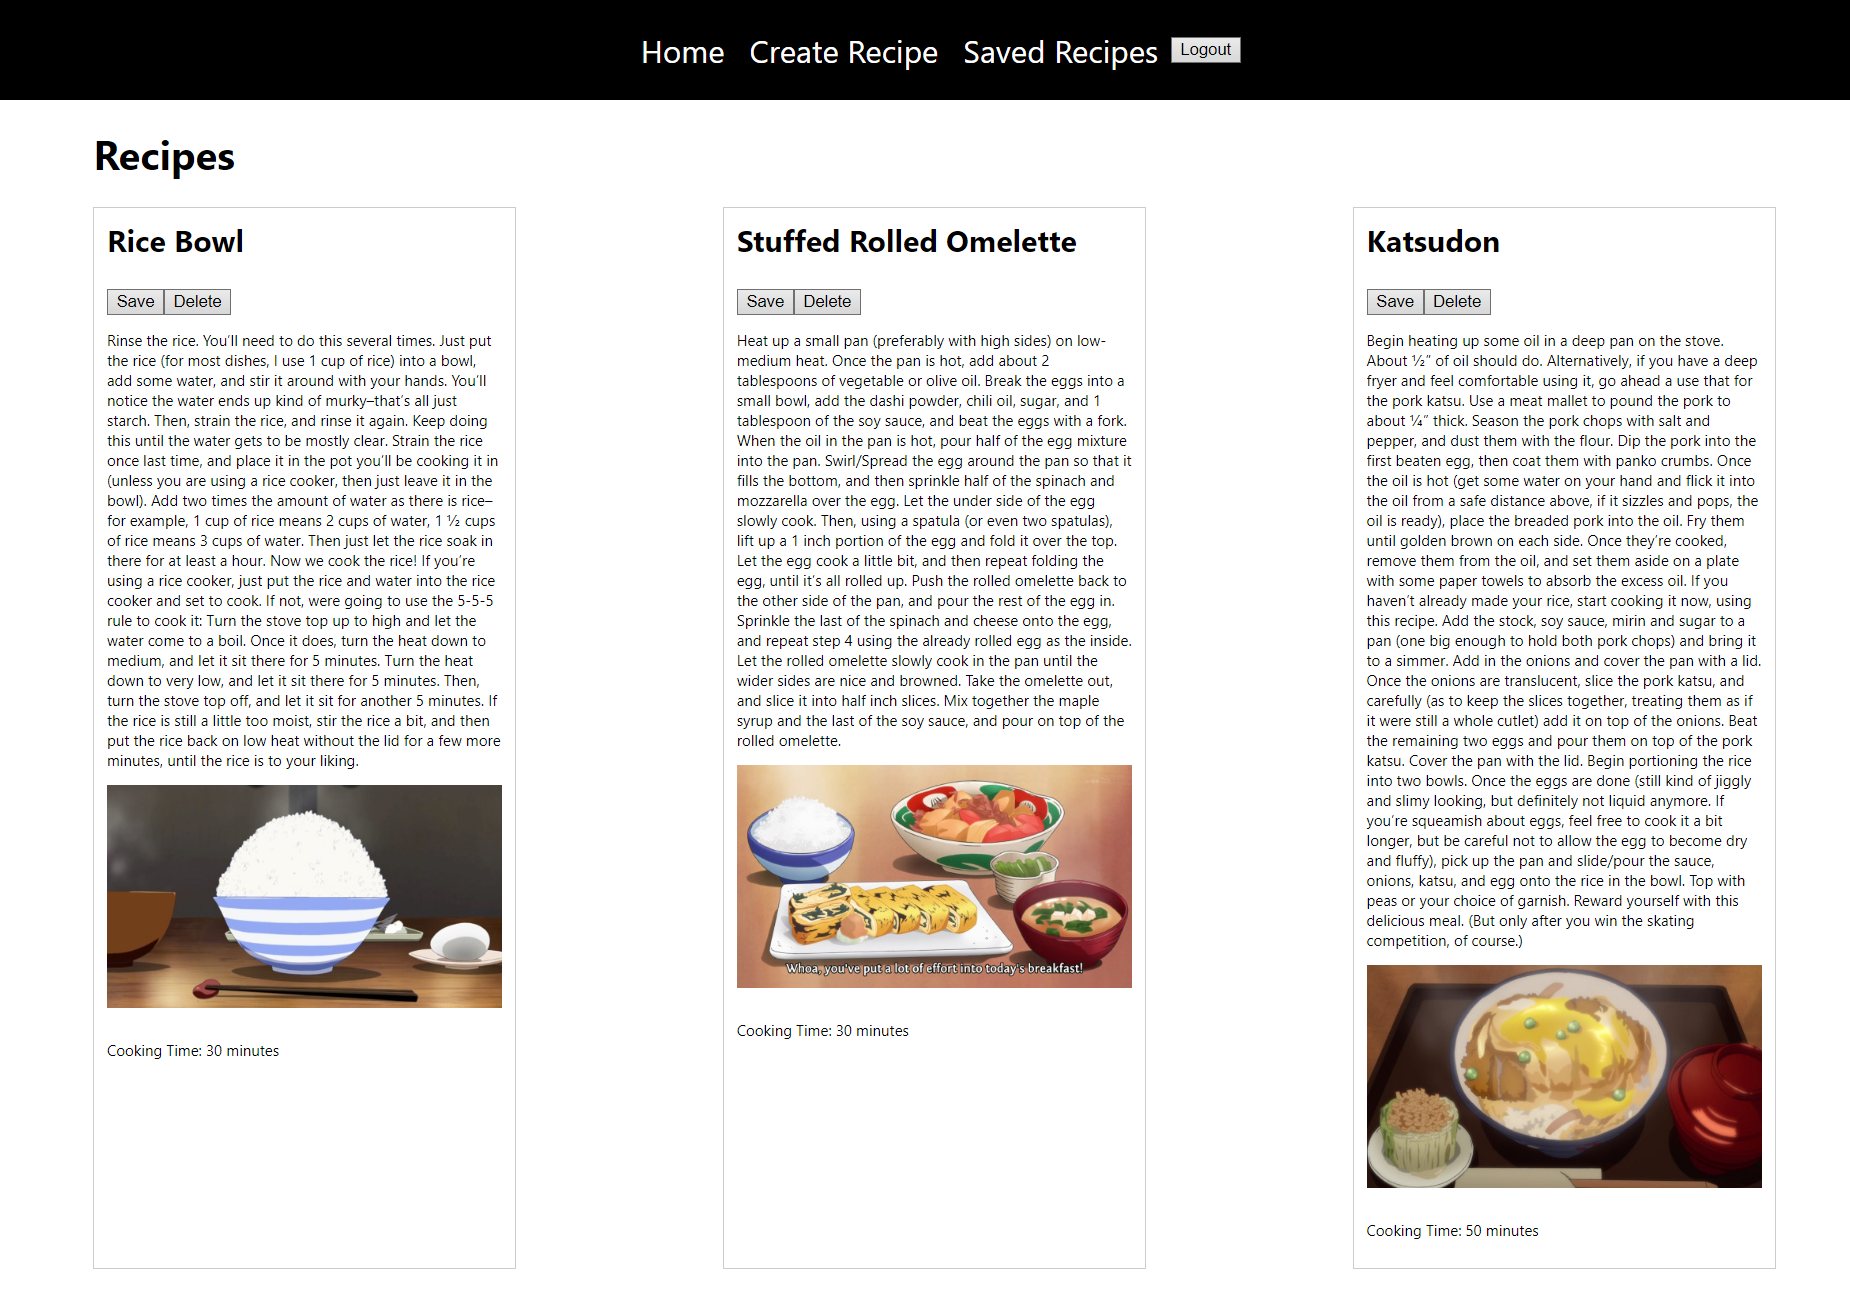 Home Create Recipe Saved Recipes Logout
Recipes
Rice Bowl
Save Delete
Rinse the rice. You’ll need to do this several times. Just put
the rice (for most dishes, I use 1 cup of rice) into a bowl,
add some water, and stir it around with your hands. You’ll
notice the water ends up kind of murky–that’s all just
starch. Then, strain the rice, and rinse it again. Keep doing
this until the water gets to be mostly clear. Strain the rice
once last time, and place it in the pot you’ll be cooking it in
(unless you are using a rice cooker, then just leave it in the
bowl). Add two times the amount of water as there is rice–
for example, 1 cup of rice means 2 cups of water, 1 ½ cups
of rice means 3 cups of water. Then just let the rice soak in
there for at least a hour. Now we cook the rice! If you’re
using a rice cooker, just put the rice and water into the rice
cooker and set to cook. If not, were going to use the 5-5-5
rule to cook it: Turn the stove top up to high and let the
water come to a boil. Once it does, turn the heat down to
medium, and let it sit there for 5 minutes. Turn the heat
down to very low, and let it sit there for 5 minutes. Then,
turn the stove top off, and let it sit for another 5 minutes. If
the rice is still a little too moist, stir the rice a bit, and then
put the rice back on low heat without the lid for a few more
minutes, until the rice is to your liking.
Cooking Time: 30 minutes
Stuffed Rolled Omelette
Save Delete
Heat up a small pan (preferably with high sides) on low-
medium heat. Once the pan is hot, add about 2
tablespoons of vegetable or olive oil. Break the eggs into a
small bowl, add the dashi powder, chili oil, sugar, and 1
tablespoon of the soy sauce, and beat the eggs with a fork.
When the oil in the pan is hot, pour half of the egg mixture
into the pan. Swirl/Spread the egg around the pan so that it
fills the bottom, and then sprinkle half of the spinach and
mozzarella over the egg. Let the under side of the egg
slowly cook. Then, using a spatula (or even two spatulas),
lift up a 1 inch portion of the egg and fold it over the top.
Let the egg cook a little bit, and then repeat folding the
egg, until it’s all rolled up. Push the rolled omelette back to
the other side of the pan, and pour the rest of the egg in.
Sprinkle the last of the spinach and cheese onto the egg,
and repeat step 4 using the already rolled egg as the inside.
Let the rolled omelette slowly cook in the pan until the
wider sides are nice and browned. Take the omelette out,
and slice it into half inch slices. Mix together the maple
syrup and the last of the soy sauce, and pour on top of the
rolled omelette.
Whoa, you've put a lot of effort into today's breakfast!
Cooking Time: 30 minutes
Katsudon
Save Delete
Begin heating up some oil in a deep pan on the stove.
About ½” of oil should do. Alternatively, if you have a deep
fryer and feel comfortable using it, go ahead a use that for
the pork katsu. Use a meat mallet to pound the pork to
about ¼” thick. Season the pork chops with salt and
pepper, and dust them with the flour. Dip the pork into the
first beaten egg, then coat them with panko crumbs. Once
the oil is hot (get some water on your hand and flick it into
the oil from a safe distance above, if it sizzles and pops, the
oil is ready), place the breaded pork into the oil. Fry them
until golden brown on each side. Once they’re cooked,
remove them from the oil, and set them aside on a plate
with some paper towels to absorb the excess oil. If you
haven’t already made your rice, start cooking it now, using
this recipe. Add the stock, soy sauce, mirin and sugar to a
pan (one big enough to hold both pork chops) and bring it
to a simmer. Add in the onions and cover the pan with a lid.
Once the onions are translucent, slice the pork katsu, and
carefully (as to keep the slices together, treating them as if
it were still a whole cutlet) add it on top of the onions. Beat
the remaining two eggs and pour them on top of the pork
katsu. Cover the pan with the lid. Begin portioning the rice
into two bowls. Once the eggs are done (still kind of jiggly
and slimy looking, but definitely not liquid anymore. If
you’re squeamish about eggs, feel free to cook it a bit
longer, but be careful not to allow the egg to become dry
and fluffy), pick up the pan and slide/pour the sauce,
onions, katsu, and egg onto the rice in the bowl. Top with
peas or your choice of garnish. Reward yourself with this
delicious meal. (But only after you win the skating
competition, of course.)
Cooking Time: 50 minutes